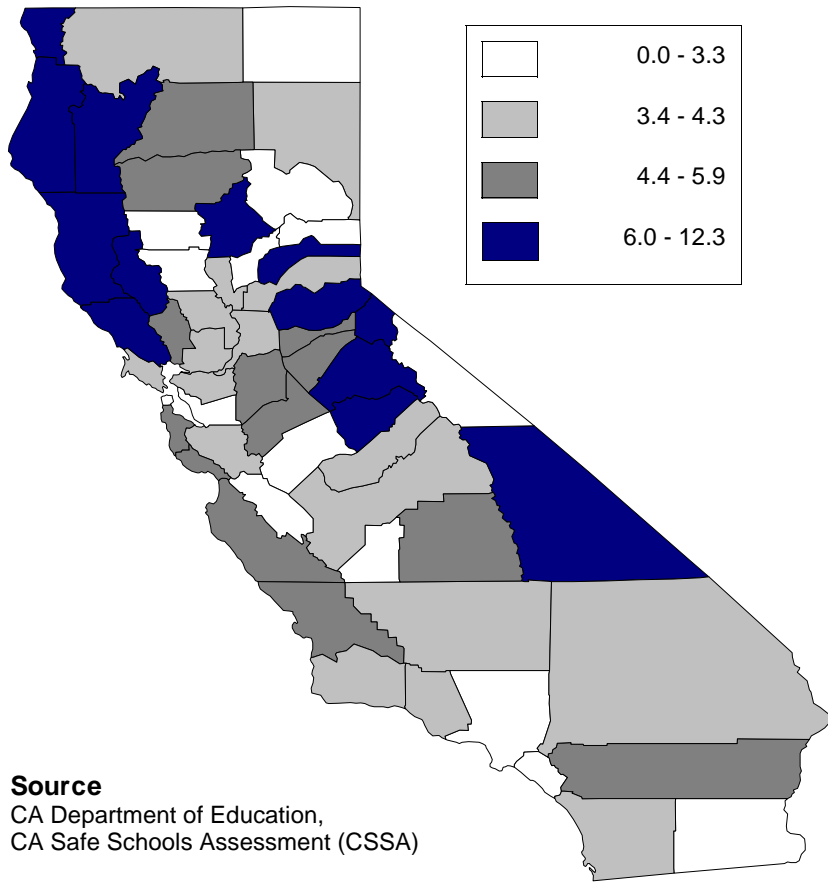 0.0 - 3.3
3.4 - 4.3
4.4 - 5.9
6.0 - 12.3
Source
CA Department of Education,
CA Safe Schools Assessment (CSSA)